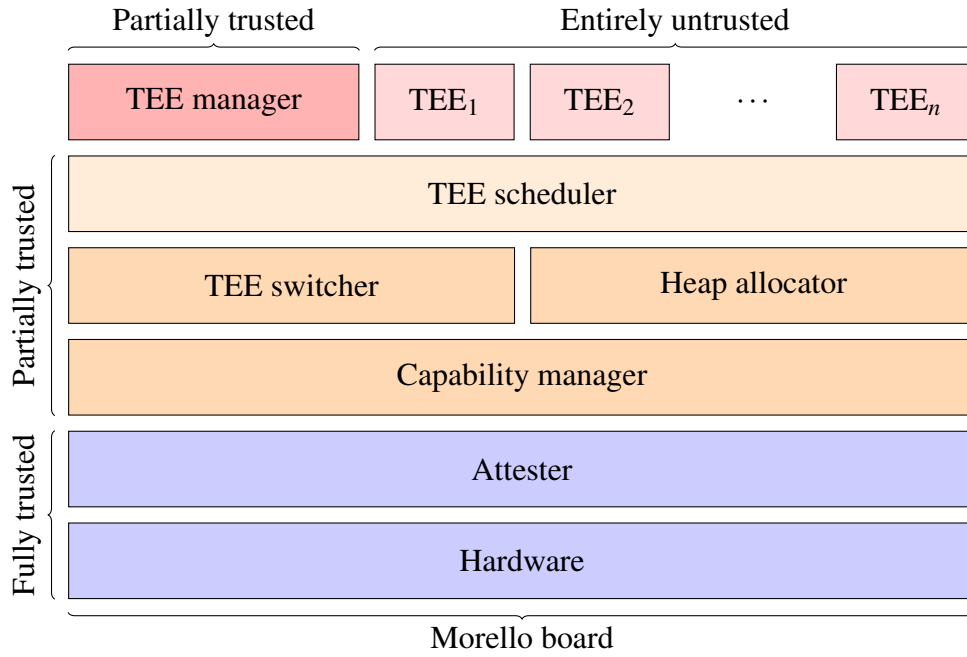 Partially trusted
Entirely untrusted
TEE manager
TEE₁
TEE₂
···
TEEₙ
Partially trusted
TEE scheduler
TEE switcher
Heap allocator
Capability manager
Fully trusted
Attester
Hardware
Morello board